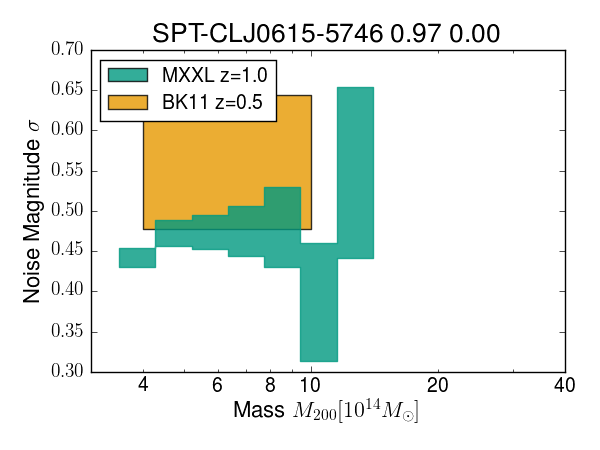 SPT-CLJ0615-5746 0.97 0.00
MXXL z=1.0
BK11 z=0.5
Noise Magnitude σ
0.70
0.65
0.60
0.55
0.50
0.45
0.40
0.35
0.30
4 6 8 10 20 40
Mass M₂₀₀[10¹⁴M☉]